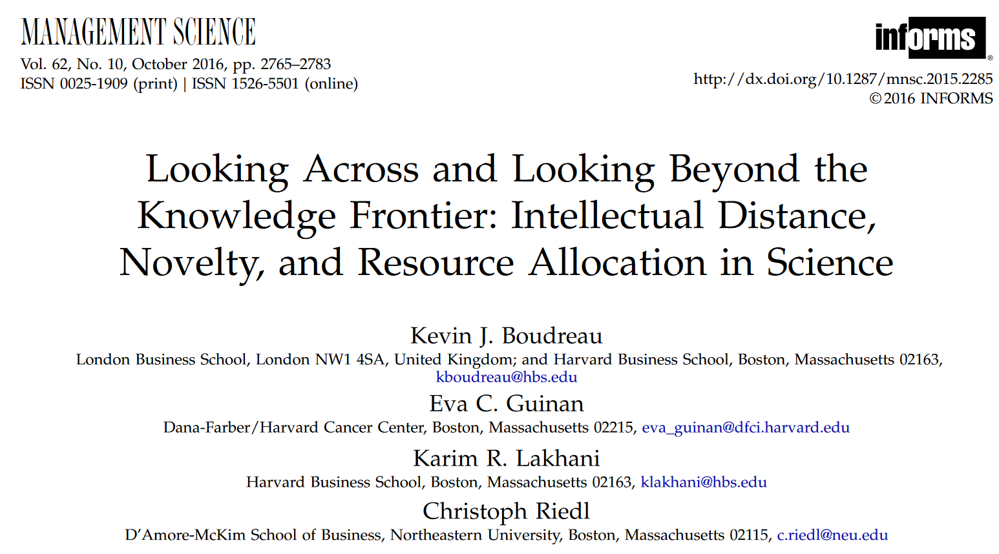 MANAGEMENT SCIENCE
Vol. 62, No. 10, October 2016, pp. 2765–2783
ISSN 0025-1909 (print) | ISSN 1526-5501 (online)
informs®
http://dx.doi.org/10.1287/mnsc.2015.2285
© 2016 INFORMS
Looking Across and Looking Beyond the
Knowledge Frontier: Intellectual Distance,
Novelty, and Resource Allocation in Science
Kevin J. Boudreau
London Business School, London NW1 4SA, United Kingdom; and Harvard Business School, Boston, Massachusetts 02163,
kboudreau@hbs.edu
Eva C. Guinan
Dana-Farber/Harvard Cancer Center, Boston, Massachusetts 02215, eva_guinan@dfci.harvard.edu
Karim R. Lakhani
Harvard Business School, Boston, Massachusetts 02163, klakhani@hbs.edu
Christoph Riedl
D’Amore-McKim School of Business, Northeastern University, Boston, Massachusetts 02115, c.riedl@neu.edu